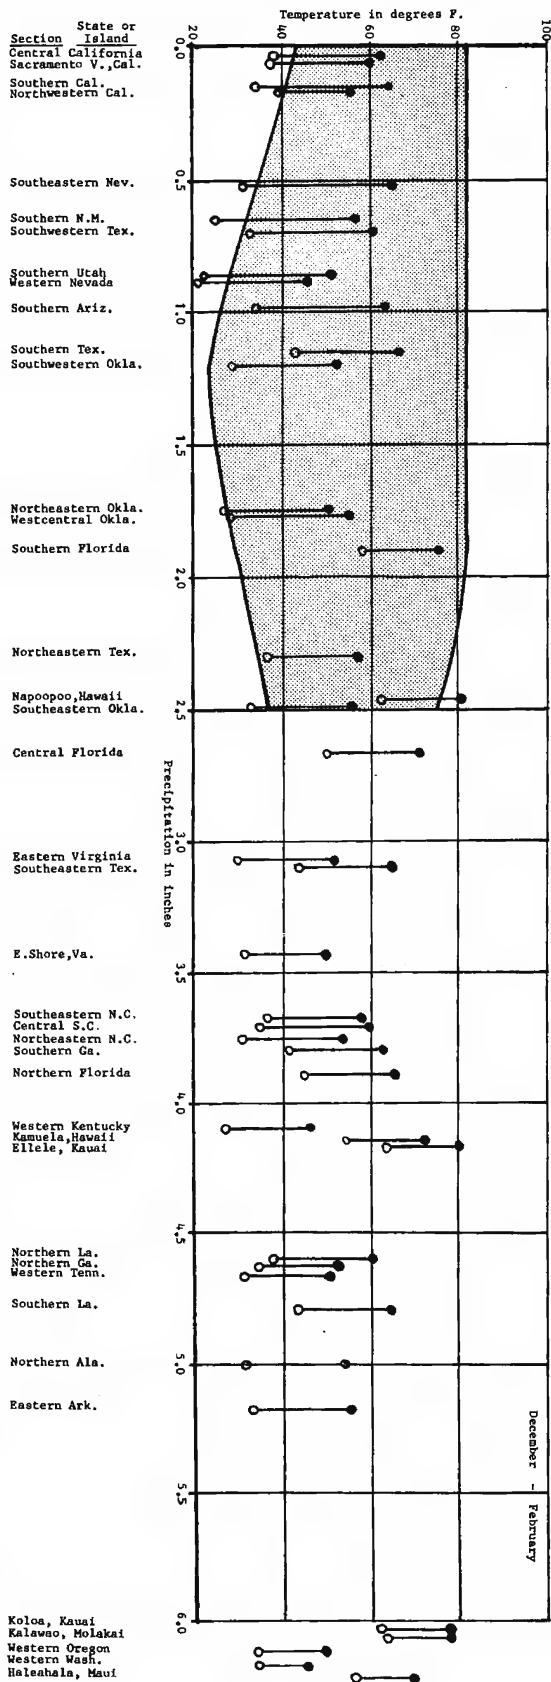 Temperature in degrees F.
State or
Section Island
20
40
60
80
100
Central California
Sacramento V.,Cal.
Southern Cal.
Northwestern Cal.
Southeastern Nev.
Southern N.M.
Southwestern Tex.
Southern Utah
Western Nevada
Southern Ariz.
Southern Tex.
Southwestern Okla.
Northeastern Okla.
Westcentral Okla.
Southern Florida
Northeastern Tex.
Napoopoo,Hawaii
Southeastern Okla.
Central Florida
Eastern Virginia
Southeastern Tex.
E.Shore,Va.
Southeastern N.C.
Central S.C.
Northeastern N.C.
Southern Ga.
Northern Florida
Western Kentucky
Kamuela,Hawaii
Ellele, Kauai
Northern La.
Northern Ga.
Western Tenn.
Southern La.
Northern Ala.
Eastern Ark.
Koloa, Kauai
Kalawao, Molakai
Western Oregon
Western Wash.
Haleahala, Maui
0.0
0.5
1.0
1.5
2.0
2.5
3.0
3.5
4.0
4.5
5.0
5.5
6.0
Precipitation in inches
December - February